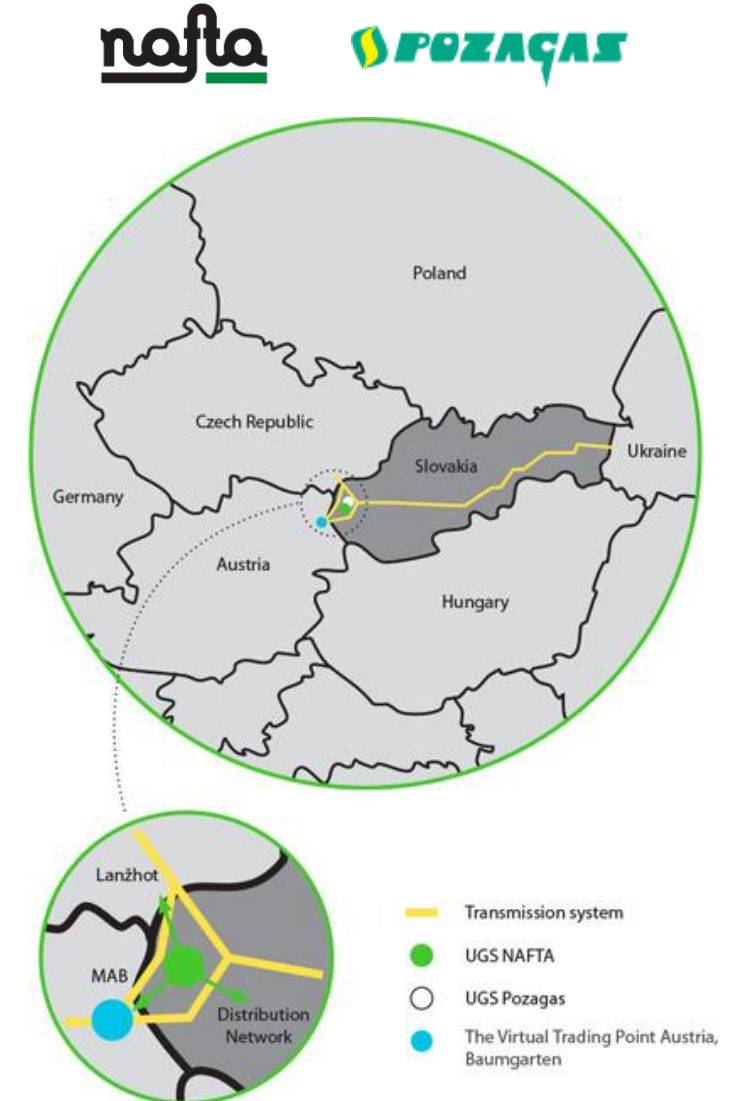 nafta
POZAGAS
Poland
Czech Republic
Slovakia
Ukraine
Germany
Austria
Hungary
Lanžhot
MAB
Distribution
Network
Transmission system
UGS NAFTA
UGS Pozagas
The Virtual Trading Point Austria,
Baumgarten